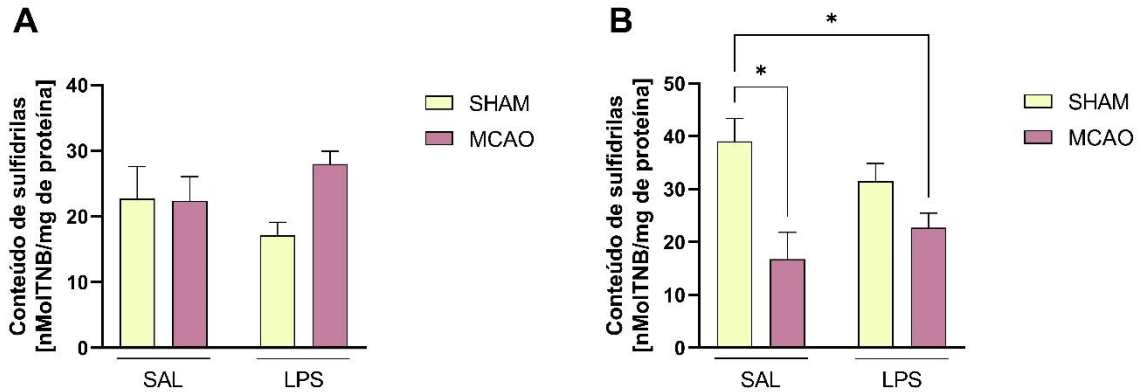 A
Conteúdo de sulfidrilas
[nMolTNB/mg de proteína]
40
30
20
10
0
SAL
LPS
SHAM
MCAO
B
Conteúdo de sulfidrilas
[nMolTNB/mg de proteína]
50
40
30
20
10
0
*
*
SAL
LPS
SHAM
MCAO